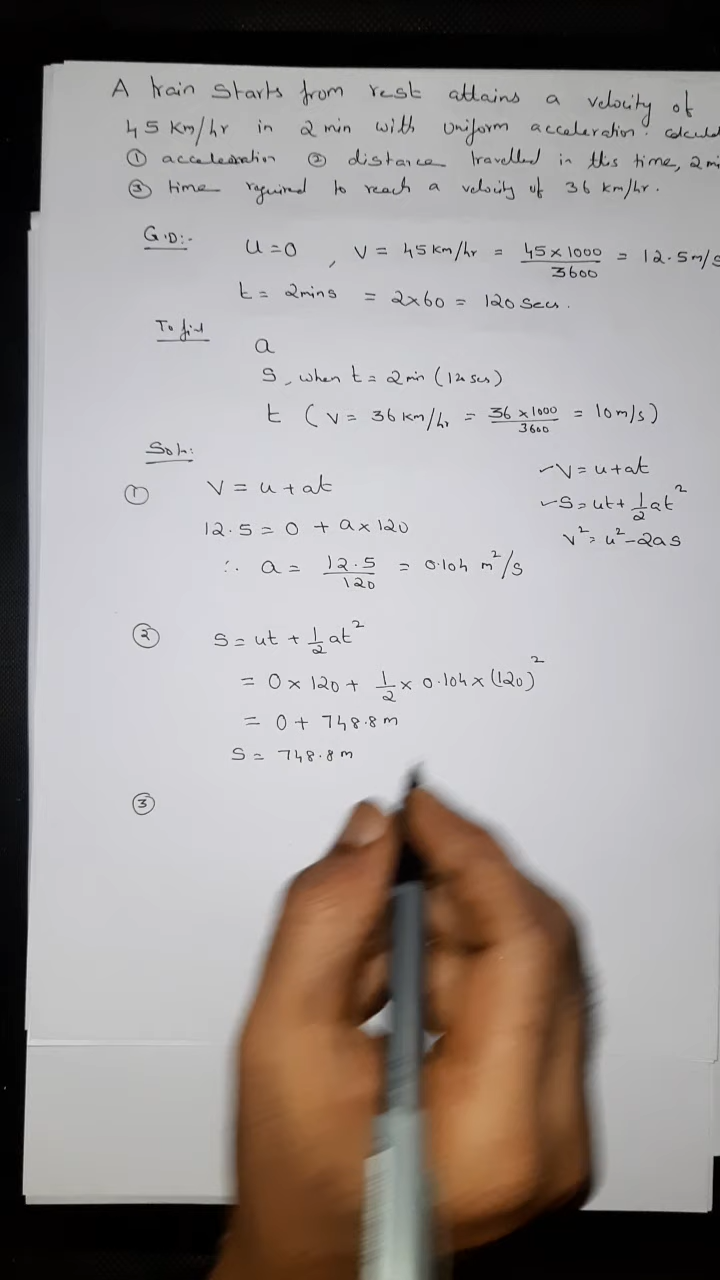 A train starts from rest attains a velocity of
45 Km/hr in 2 min with uniform acceleration.
① acceleration ② distance travelled in this time, 2 mi
③ time required to reach a velocity of 36 km/hr.
G.D:-
u=0 , v = 45 km/hr = 45 x 1000 / 3600 = 12.5 m/s
t = 2mins = 2x60 = 120 secs.
To find
a
S, when t = 2 min (120 secs)
t ( v = 36 km/hr = 36 x 1000 / 3600 = 10 m/s )
Soln:
① V = u + at
12.5 = 0 + a x 120
∴ a = 12.5 / 120 = 0.104 m²/s
✓ V = u + at
✓ S = ut + 1/2 at²
V² = u² - 2as
② S = ut + 1/2 at²
= 0 x 120 + 1/2 x 0.104 x (120)²
= 0 + 748.8 m
S = 748.8 m
③